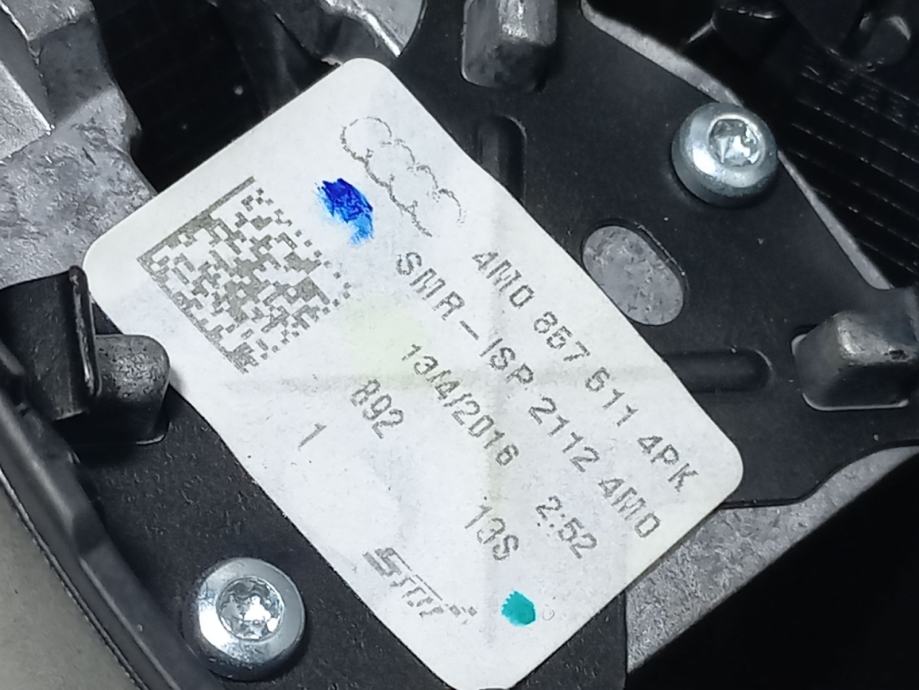 4M0 857 511 4PK
SMR-ISP 2112 4M0
13/4/2016 2:52
892 13S
1